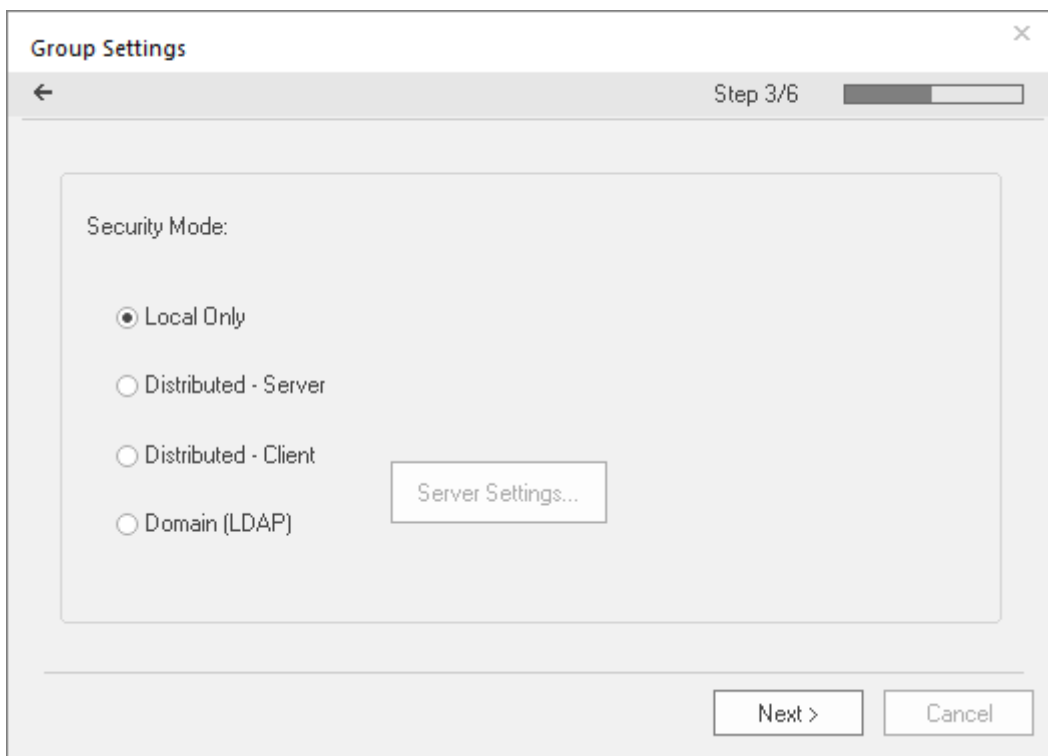 Group Settings
Step 3/6
Security Mode:
Local Only
Distributed - Server
Distributed - Client
Server Settings...
Domain (LDAP)
Next >
Cancel